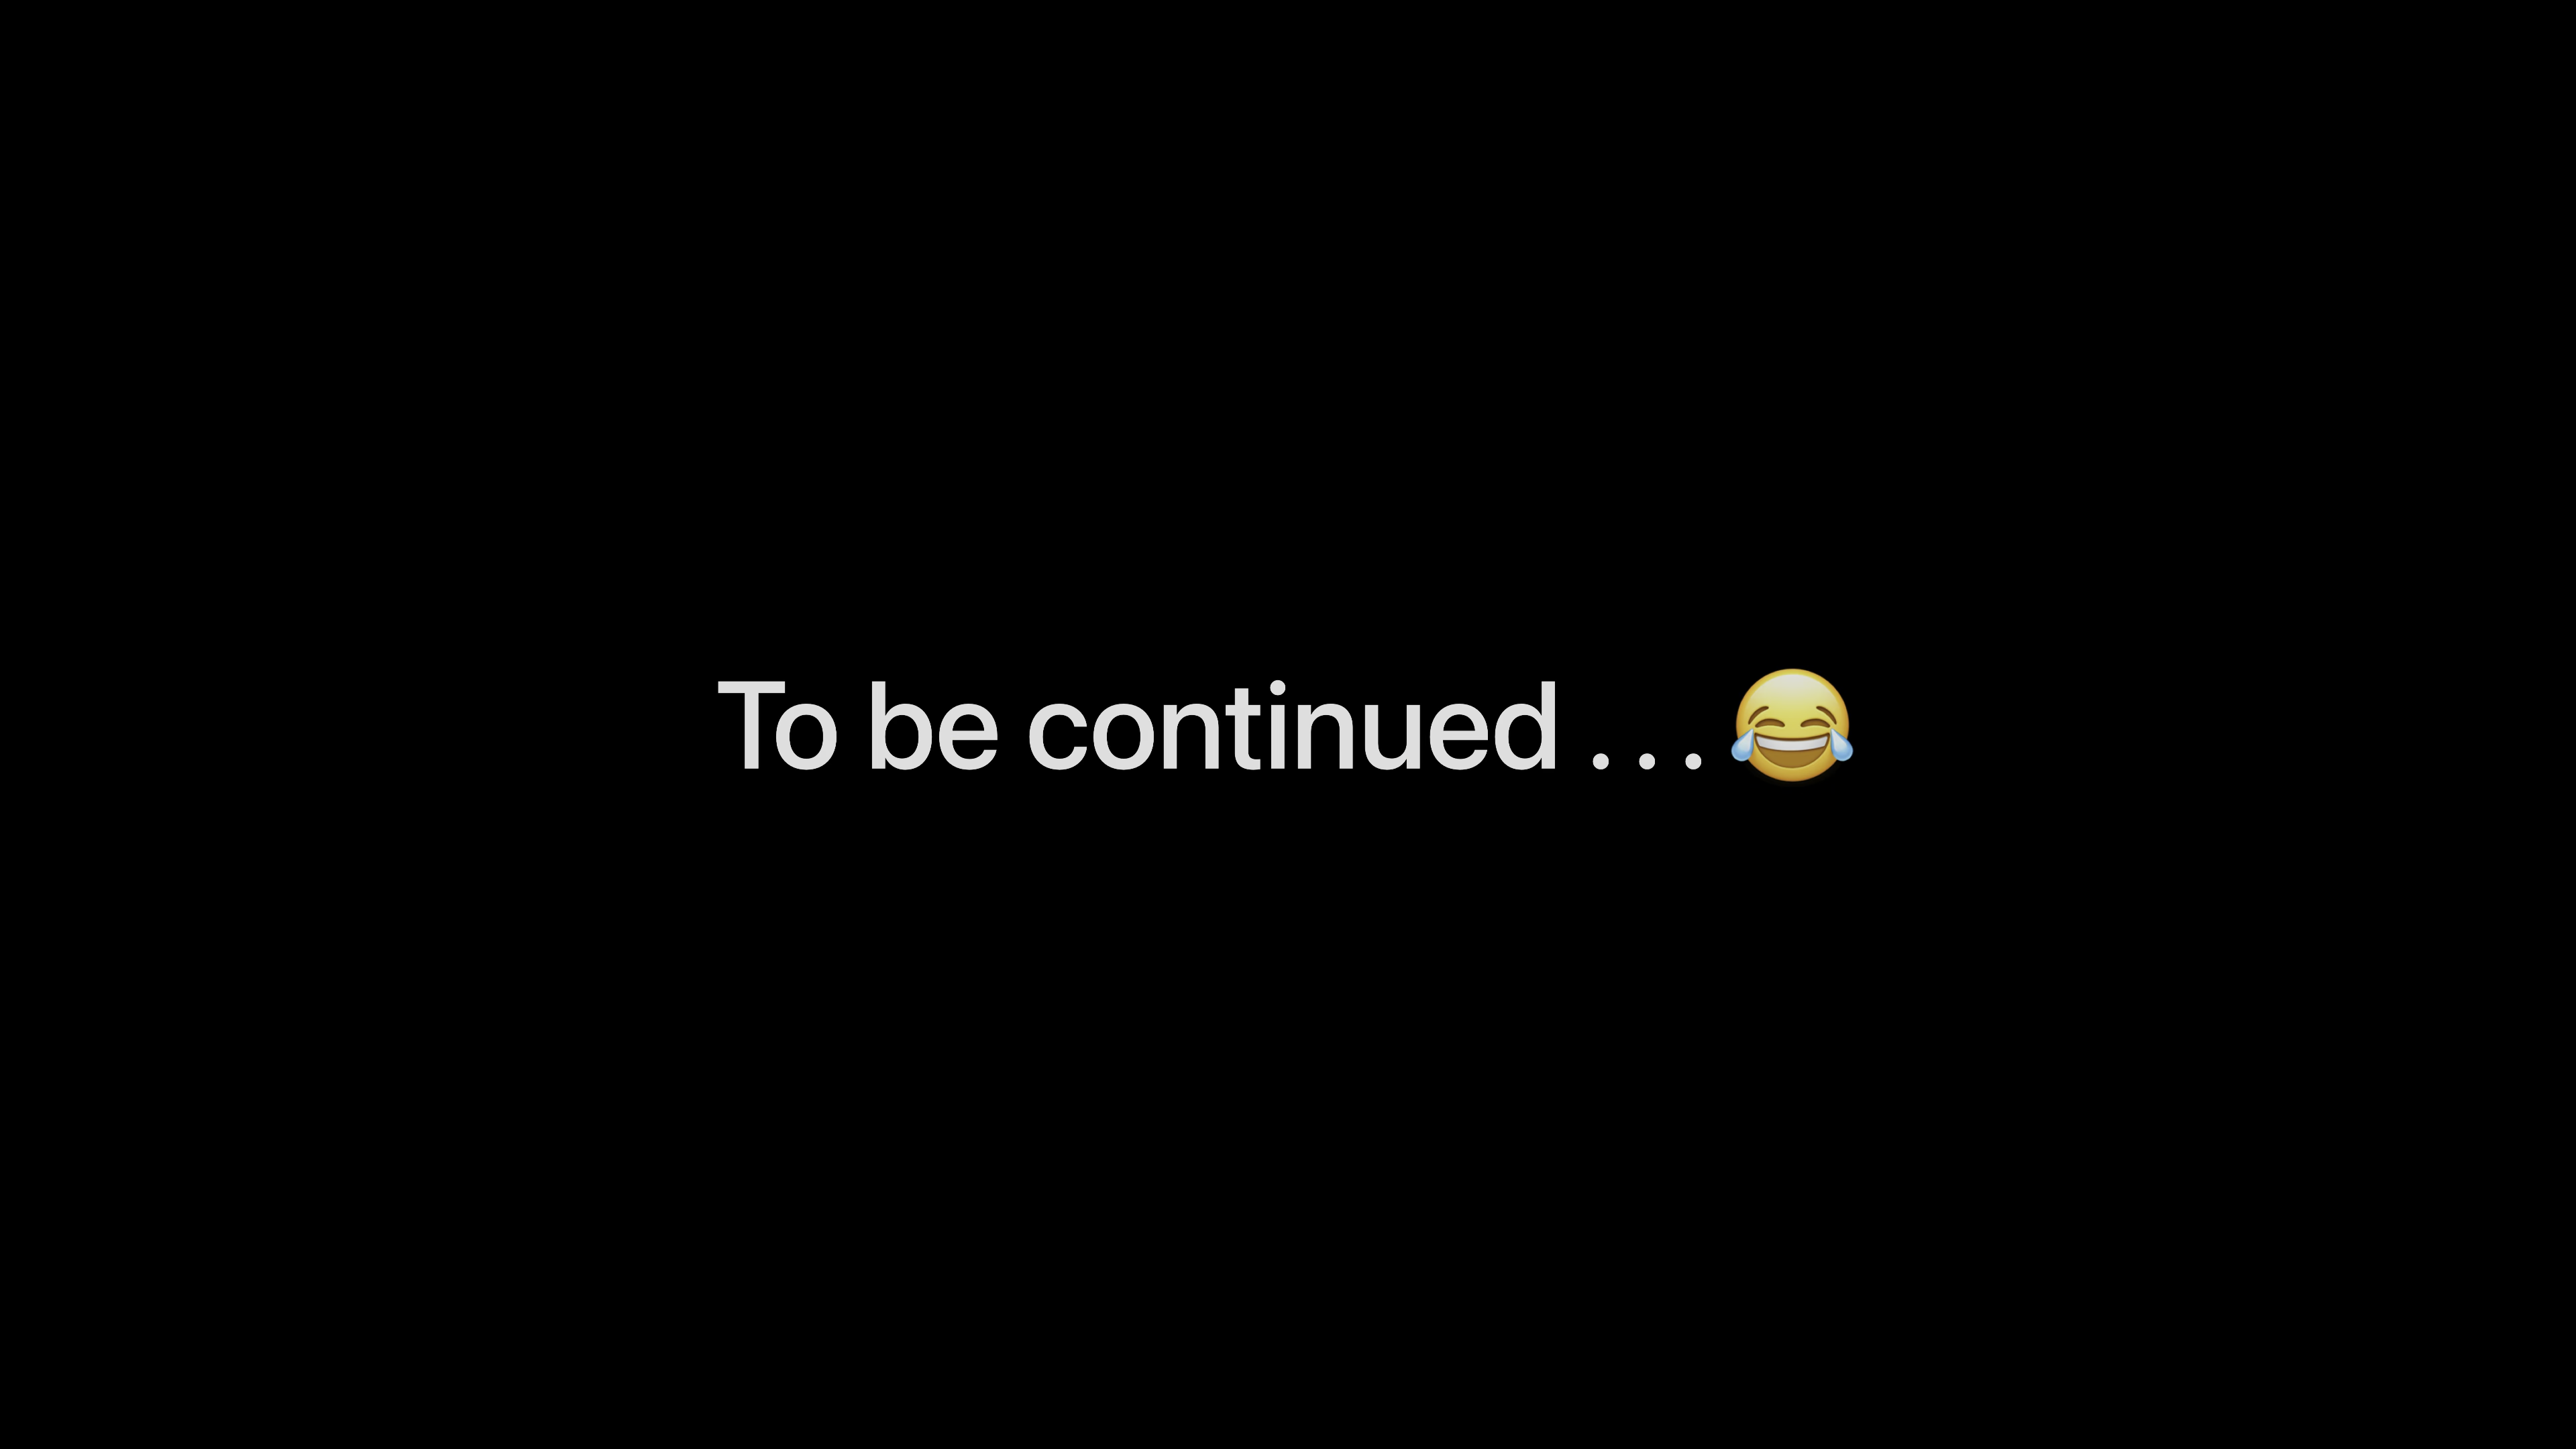 To be continued . . . 😂